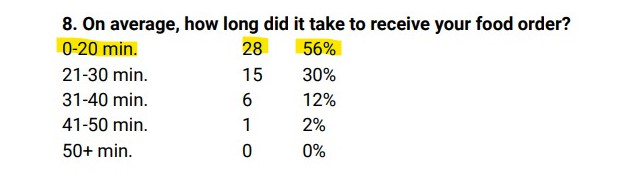 8. On average, how long did it take to receive your food order?
0-20 min. 28 56%
21-30 min. 15 30%
31-40 min. 6 12%
41-50 min. 1 2%
50+ min. 0 0%